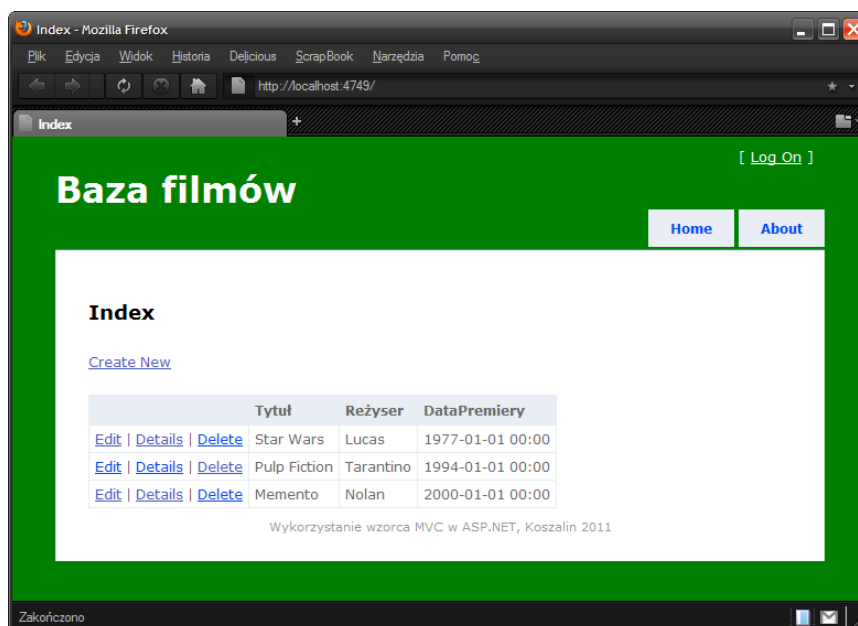 Index - Mozilla Firefox
Plik Edycja Widok Historia Delicious ScrapBook Narzędzia Pomoc
http://localhost:4749/
Index +
[ Log On ]
Baza filmów
Home About
Index
Create New
Tytuł Reżyser DataPremiery
Edit | Details | Delete Star Wars Lucas 1977-01-01 00:00
Edit | Details | Delete Pulp Fiction Tarantino 1994-01-01 00:00
Edit | Details | Delete Memento Nolan 2000-01-01 00:00
Wykorzystanie wzorca MVC w ASP.NET, Koszalin 2011
Zakończono